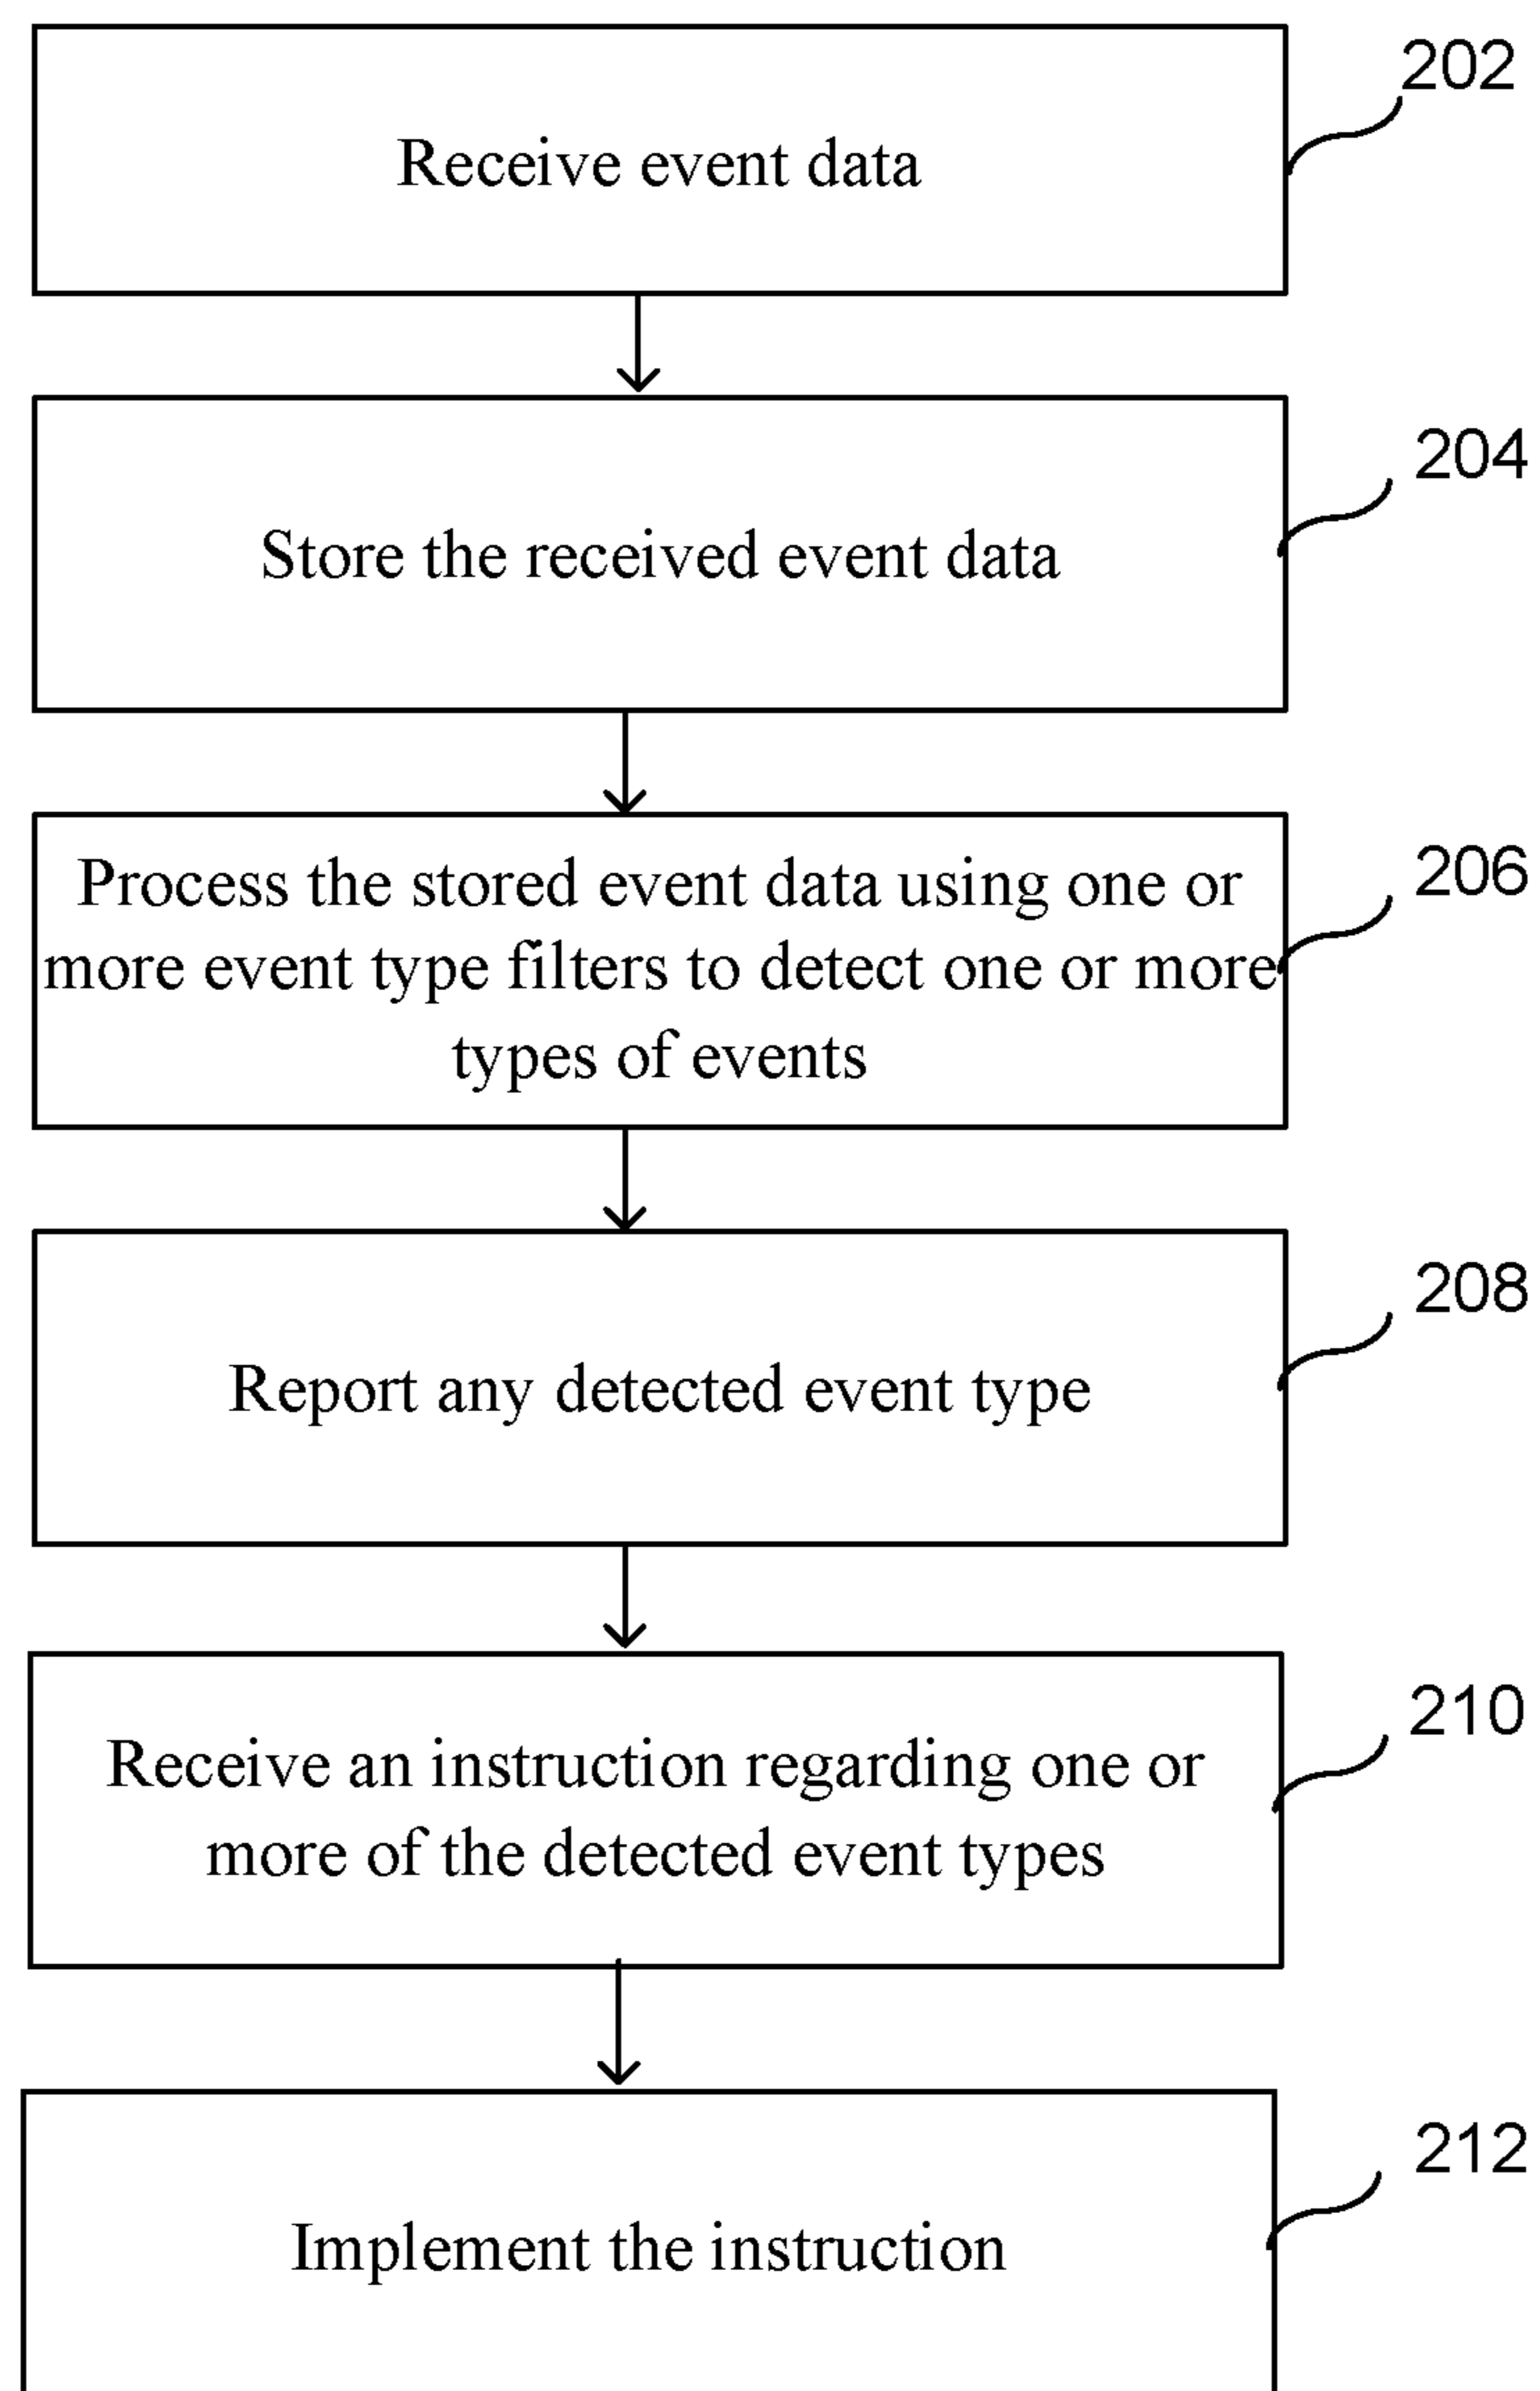 202
Receive event data
204
Store the received event data
206
Process the stored event data using one or
more event type filters to detect one or more
types of events
208
Report any detected event type
210
Receive an instruction regarding one or
more of the detected event types
212
Implement the instruction